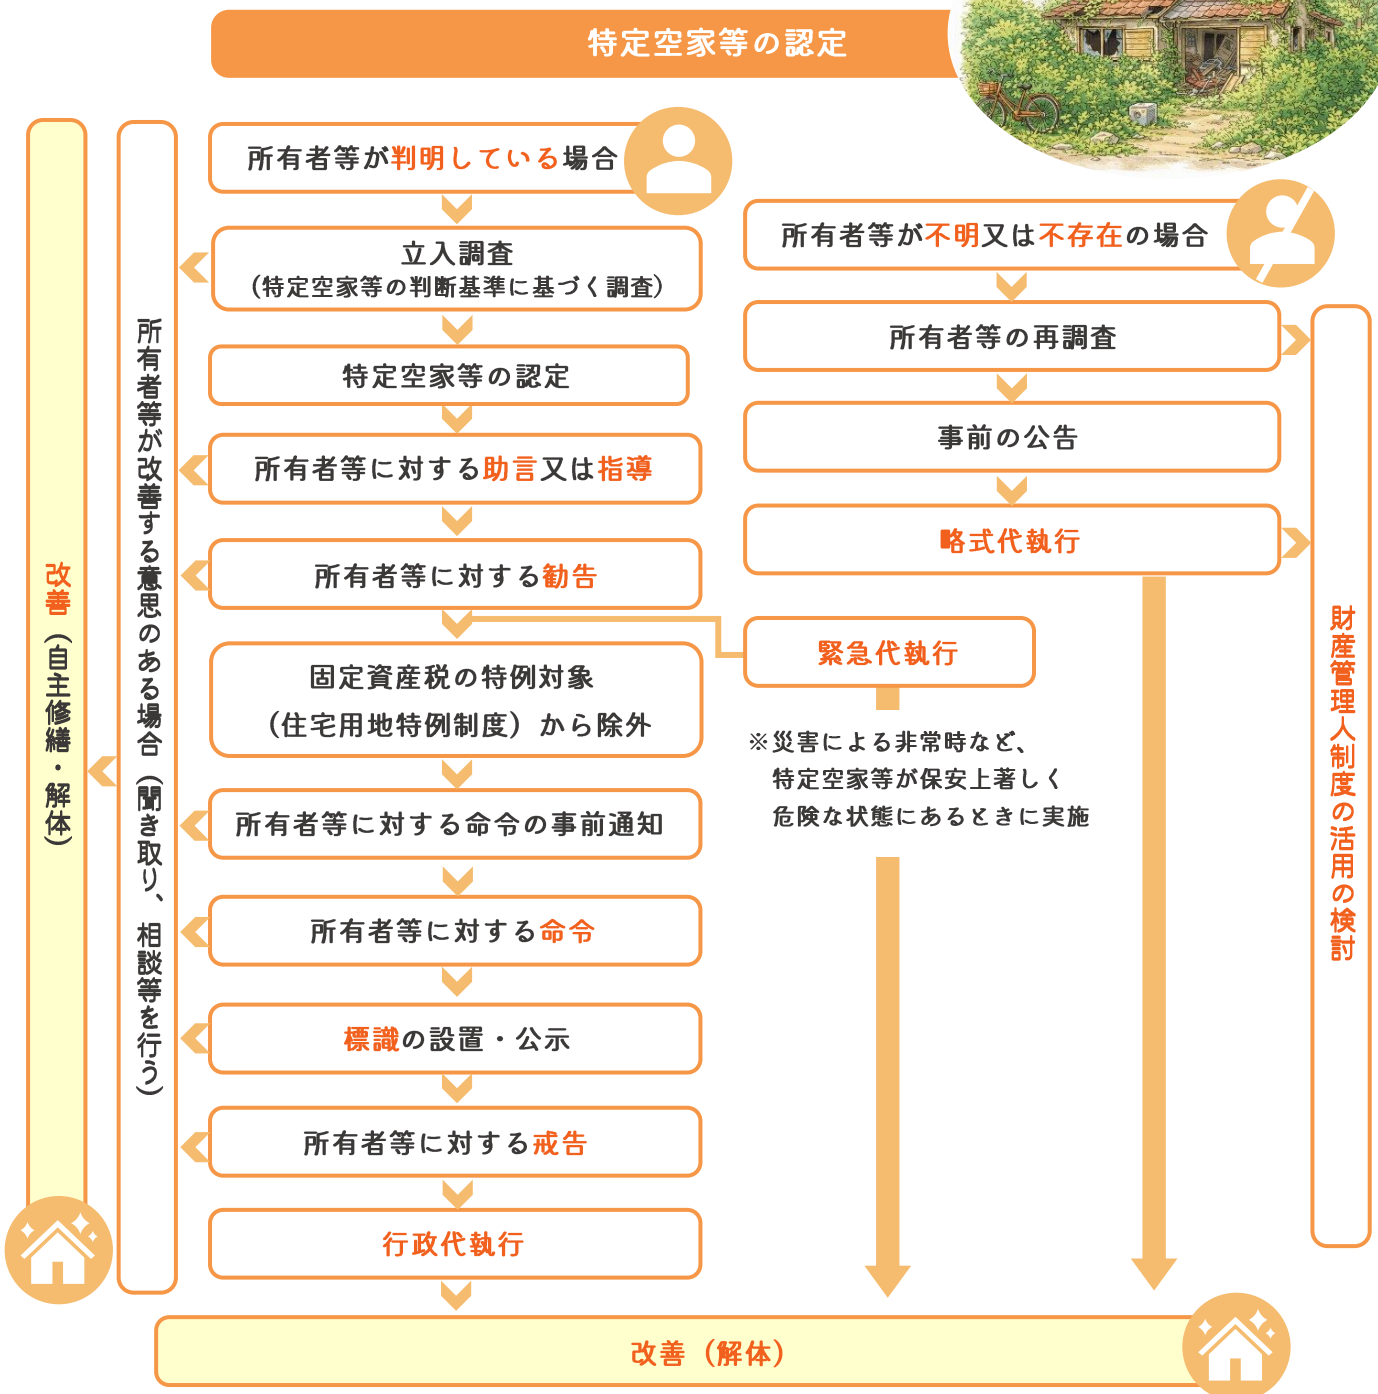 特定空家等の認定
所有者等が判明している場合
立入調査
（特定空家等の判断基準に基づく調査）
特定空家等の認定
所有者等に対する助言又は指導
所有者等に対する勧告
固定資産税の特例対象
（住宅用地特例制度）から除外
所有者等に対する命令の事前通知
所有者等に対する命令
標識の設置・公示
所有者等に対する戒告
行政代執行
所有者等が改善する意思のある場合（聞き取り、相談等を行う）
改善（自主修繕・解体）
緊急代執行
※災害による非常時など、
特定空家等が保安上著しく
危険な状態にあるときに実施
所有者等が不明又は不存在の場合
所有者等の再調査
事前の公告
略式代執行
財産管理人制度の活用の検討
改善（解体）